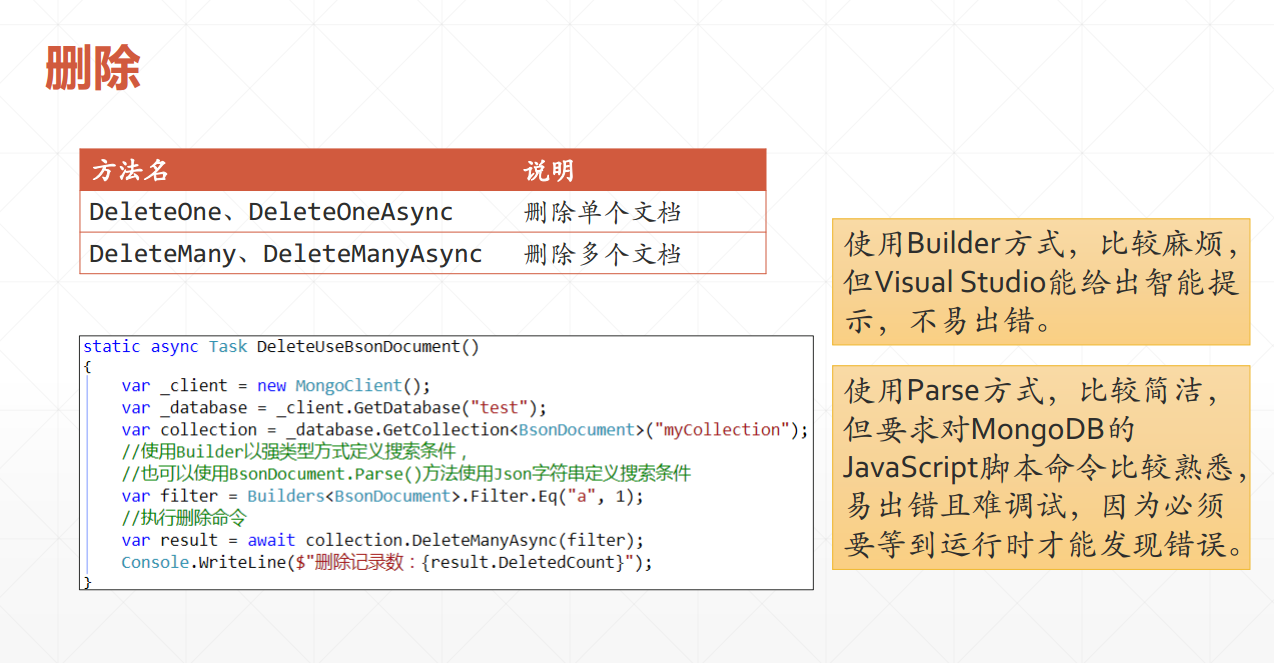 删除
方法名 说明
DeleteOne、DeleteOneAsync 删除单个文档
DeleteMany、DeleteManyAsync 删除多个文档
static async Task DeleteUseBsonDocument()
{
var _client = new MongoClient();
var _database = _client.GetDatabase("test");
var collection = _database.GetCollection<BsonDocument>("myCollection");
//使用Builder以强类型方式定义搜索条件，
//也可以使用BsonDocument.Parse()方法使用Json字符串定义搜索条件
var filter = Builders<BsonDocument>.Filter.Eq("a", 1);
//执行删除命令
var result = await collection.DeleteManyAsync(filter);
Console.WriteLine($"删除记录数：{result.DeletedCount}");
}
使用Builder方式，比较麻烦，
但Visual Studio能给出智能提
示，不易出错。
使用Parse方式，比较简洁，
但要求对MongoDB的
JavaScript脚本命令比较熟悉，
易出错且难调试，因为必须
要等到运行时才能发现错误。